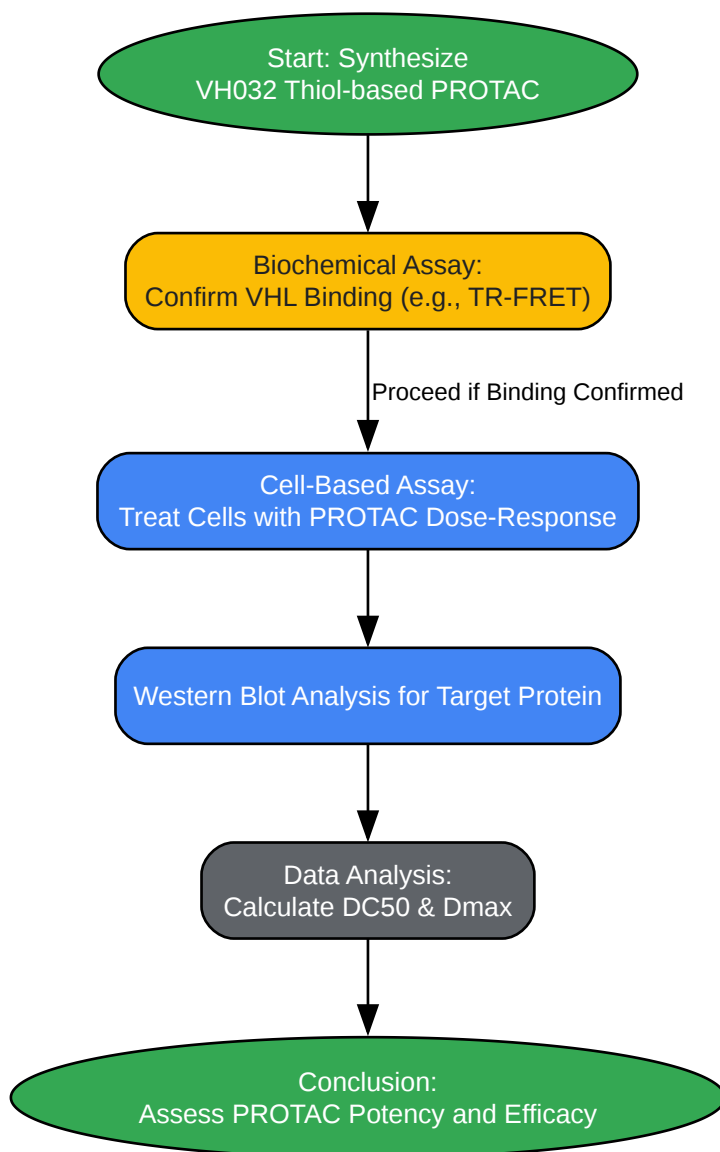 Start: Synthesize
VH032 Thiol-based PROTAC
Biochemical Assay:
Confirm VHL Binding (e.g., TR-FRET)
Proceed if Binding Confirmed
Cell-Based Assay:
Treat Cells with PROTAC Dose-Response
Western Blot Analysis for Target Protein
Data Analysis:
Calculate DC50 & Dmax
Conclusion:
Assess PROTAC Potency and Efficacy